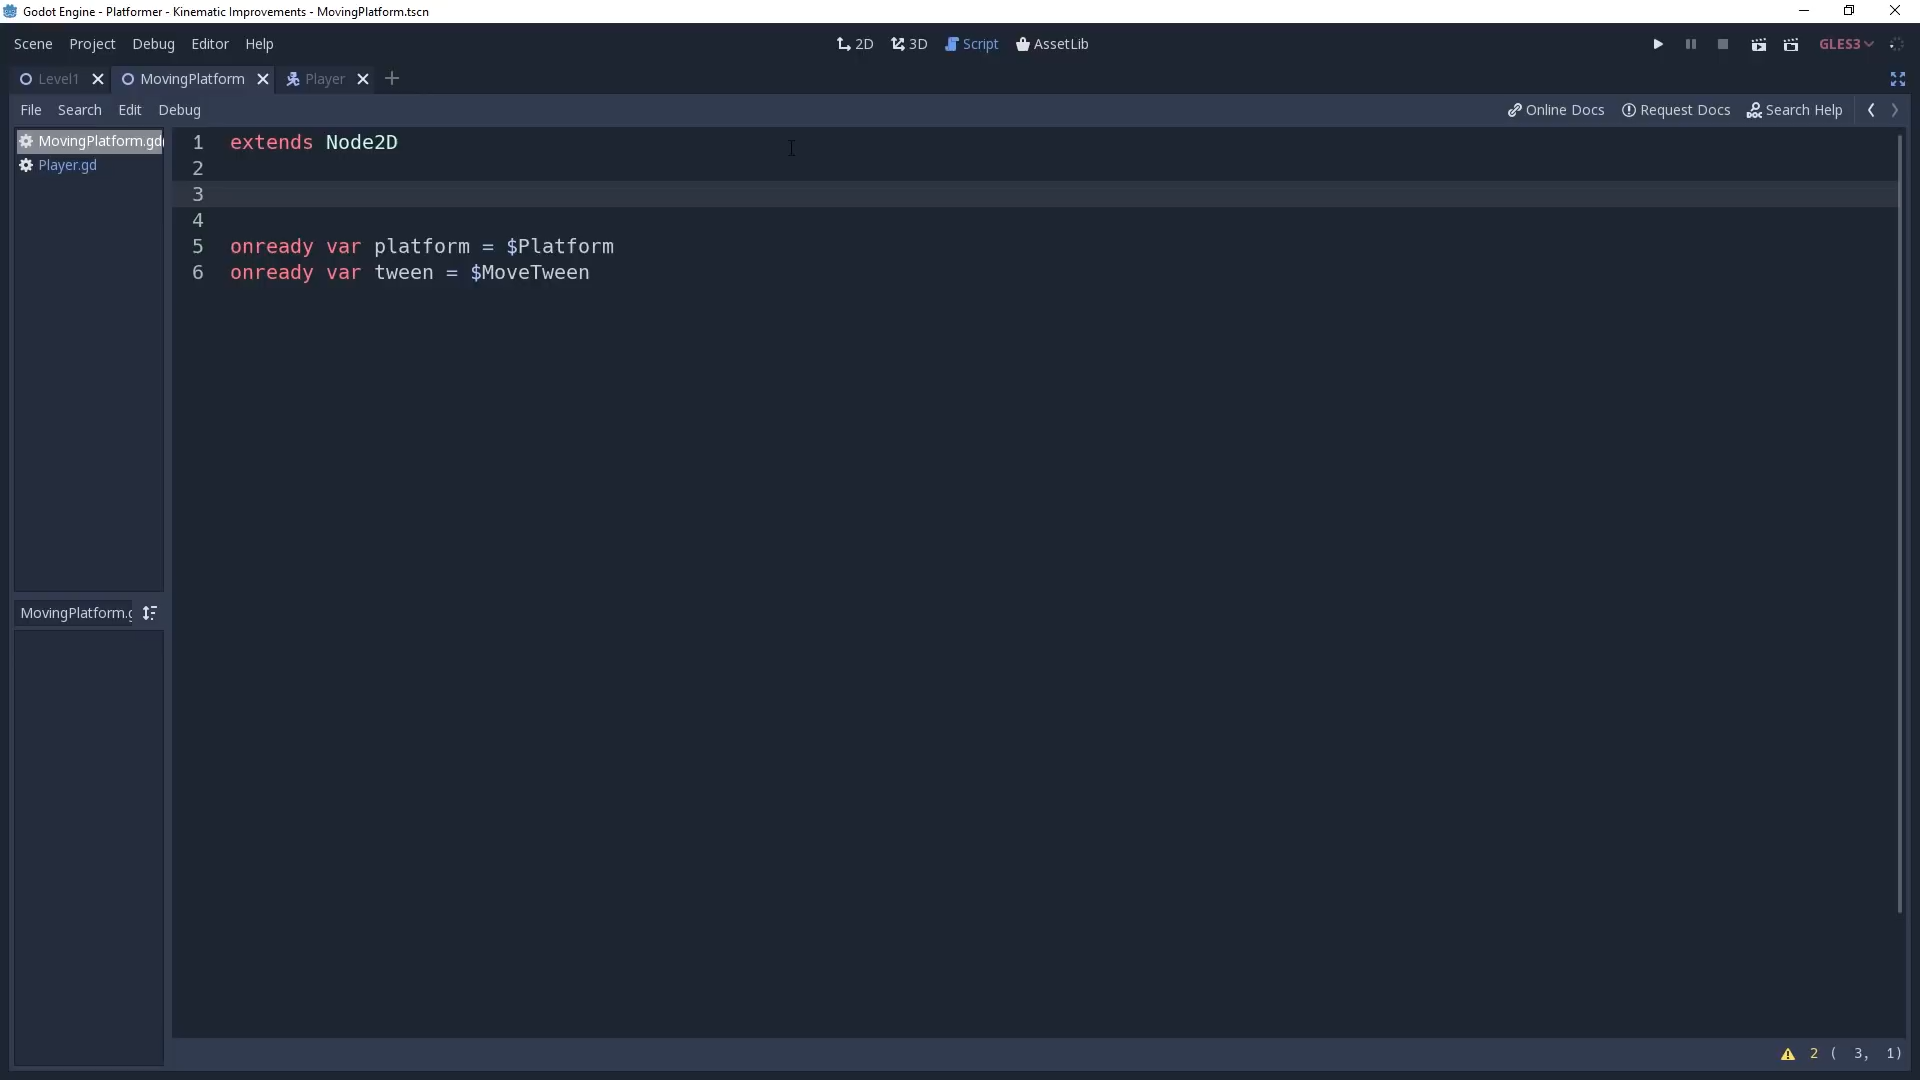 Godot Engine - Platformer - Kinematic Improvements - MovingPlatform.tscn
Scene Project Debug Editor Help 2D 3D Script AssetLib GLES3
Level1 MovingPlatform Player
File Search Edit Debug Online Docs Request Docs Search Help
MovingPlatform.gd(
Player.gd
MovingPlatform.g
1 extends Node2D
2
3
4
5 onready var platform = $Platform
6 onready var tween = $MoveTween
2 ( 3, 1)